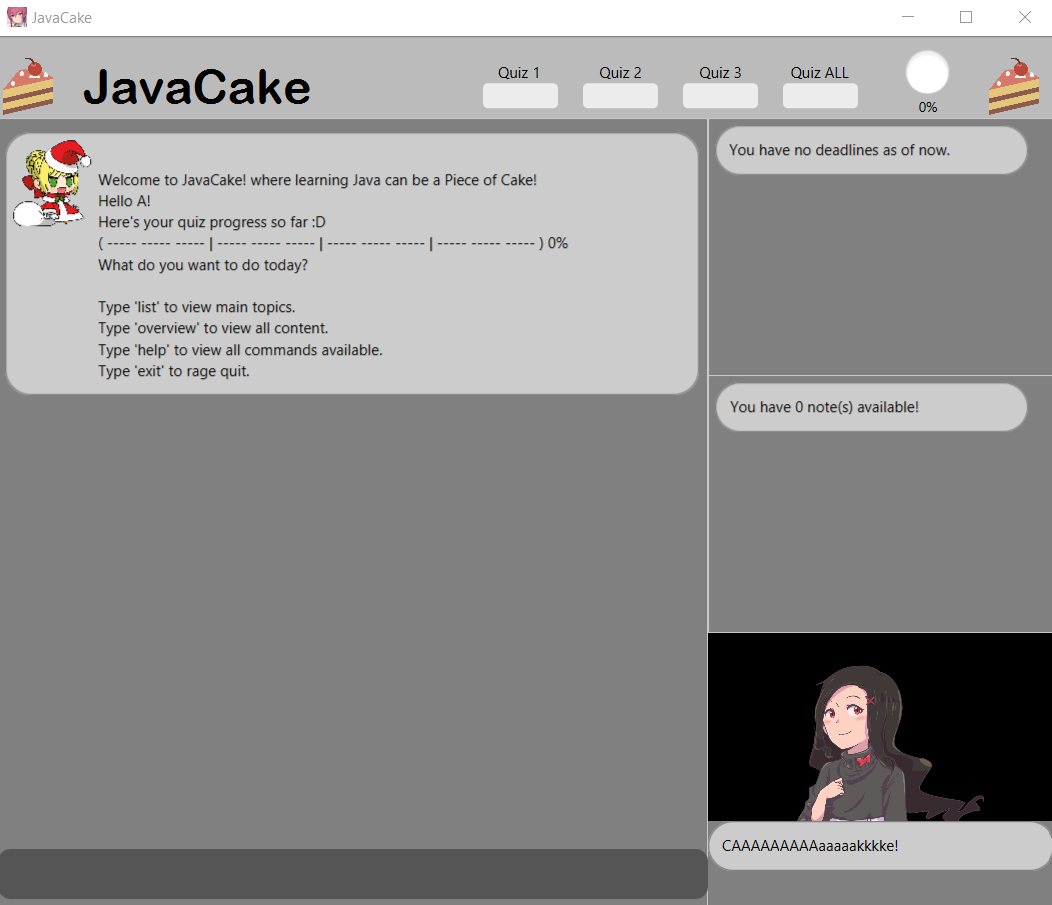 JavaCake
JavaCake
Quiz 1
Quiz 2
Quiz 3
Quiz ALL
0%
Welcome to JavaCake! where learning Java can be a Piece of Cake!
Hello A!
Here's your quiz progress so far :D
( ----- ----- ----- | ----- ----- ----- | ----- ----- ----- | ----- ----- ----- ) 0%
What do you want to do today?
Type 'list' to view main topics.
Type 'overview' to view all content.
Type 'help' to view all commands available.
Type 'exit' to rage quit.
You have no deadlines as of now.
You have 0 note(s) available!
CAAAAAAAAAaaaaakkkke!